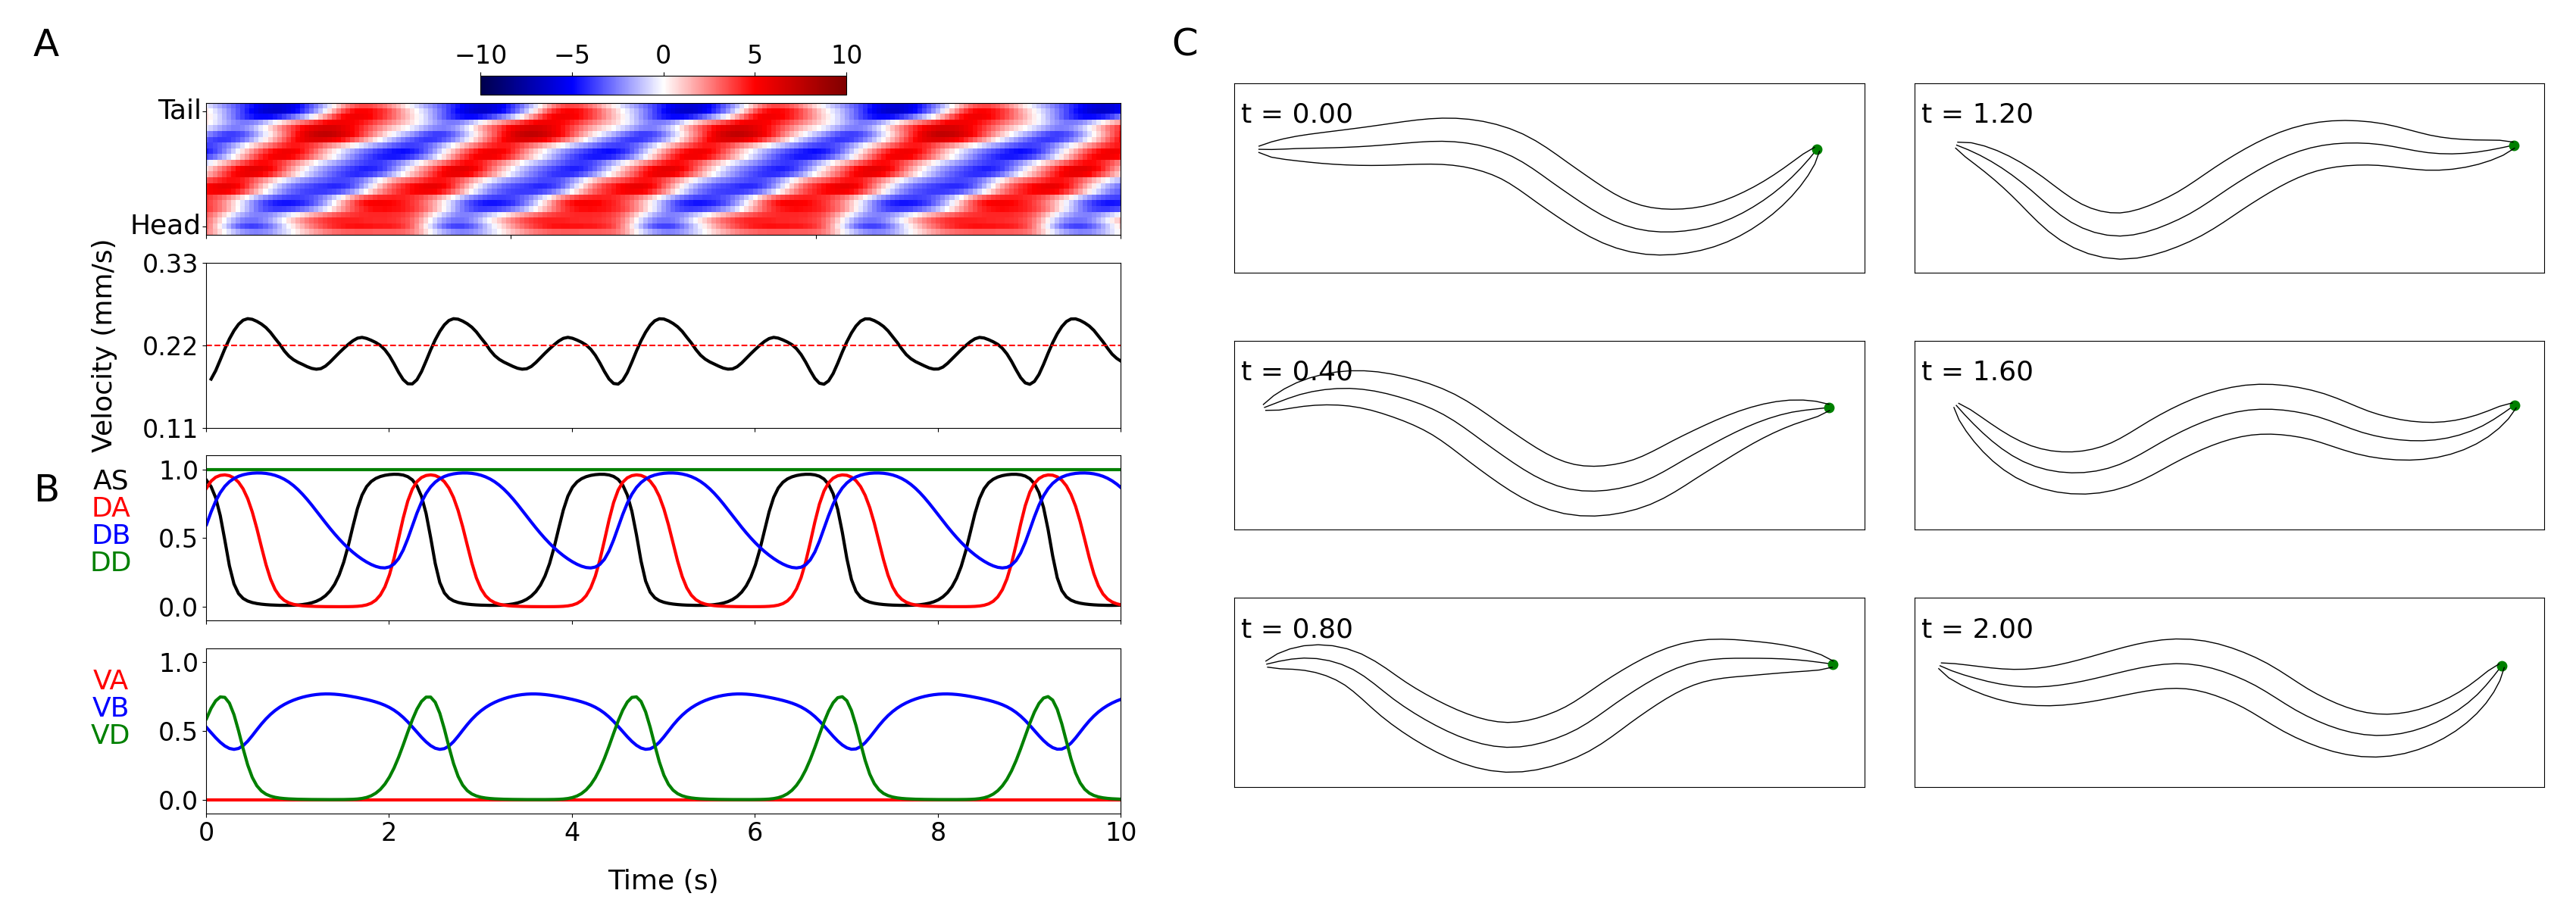 A
−10 −5 0 5 10
Tail
Head
Velocity (mm/s)
0.33
0.22
0.11
B
AS
DA
DB
DD
1.0
0.5
0.0
VA
VB
VD
1.0
0.5
0.0
0 2 4 6 8 10
Time (s)
C
t = 0.00
t = 1.20
t = 0.40
t = 1.60
t = 0.80
t = 2.00